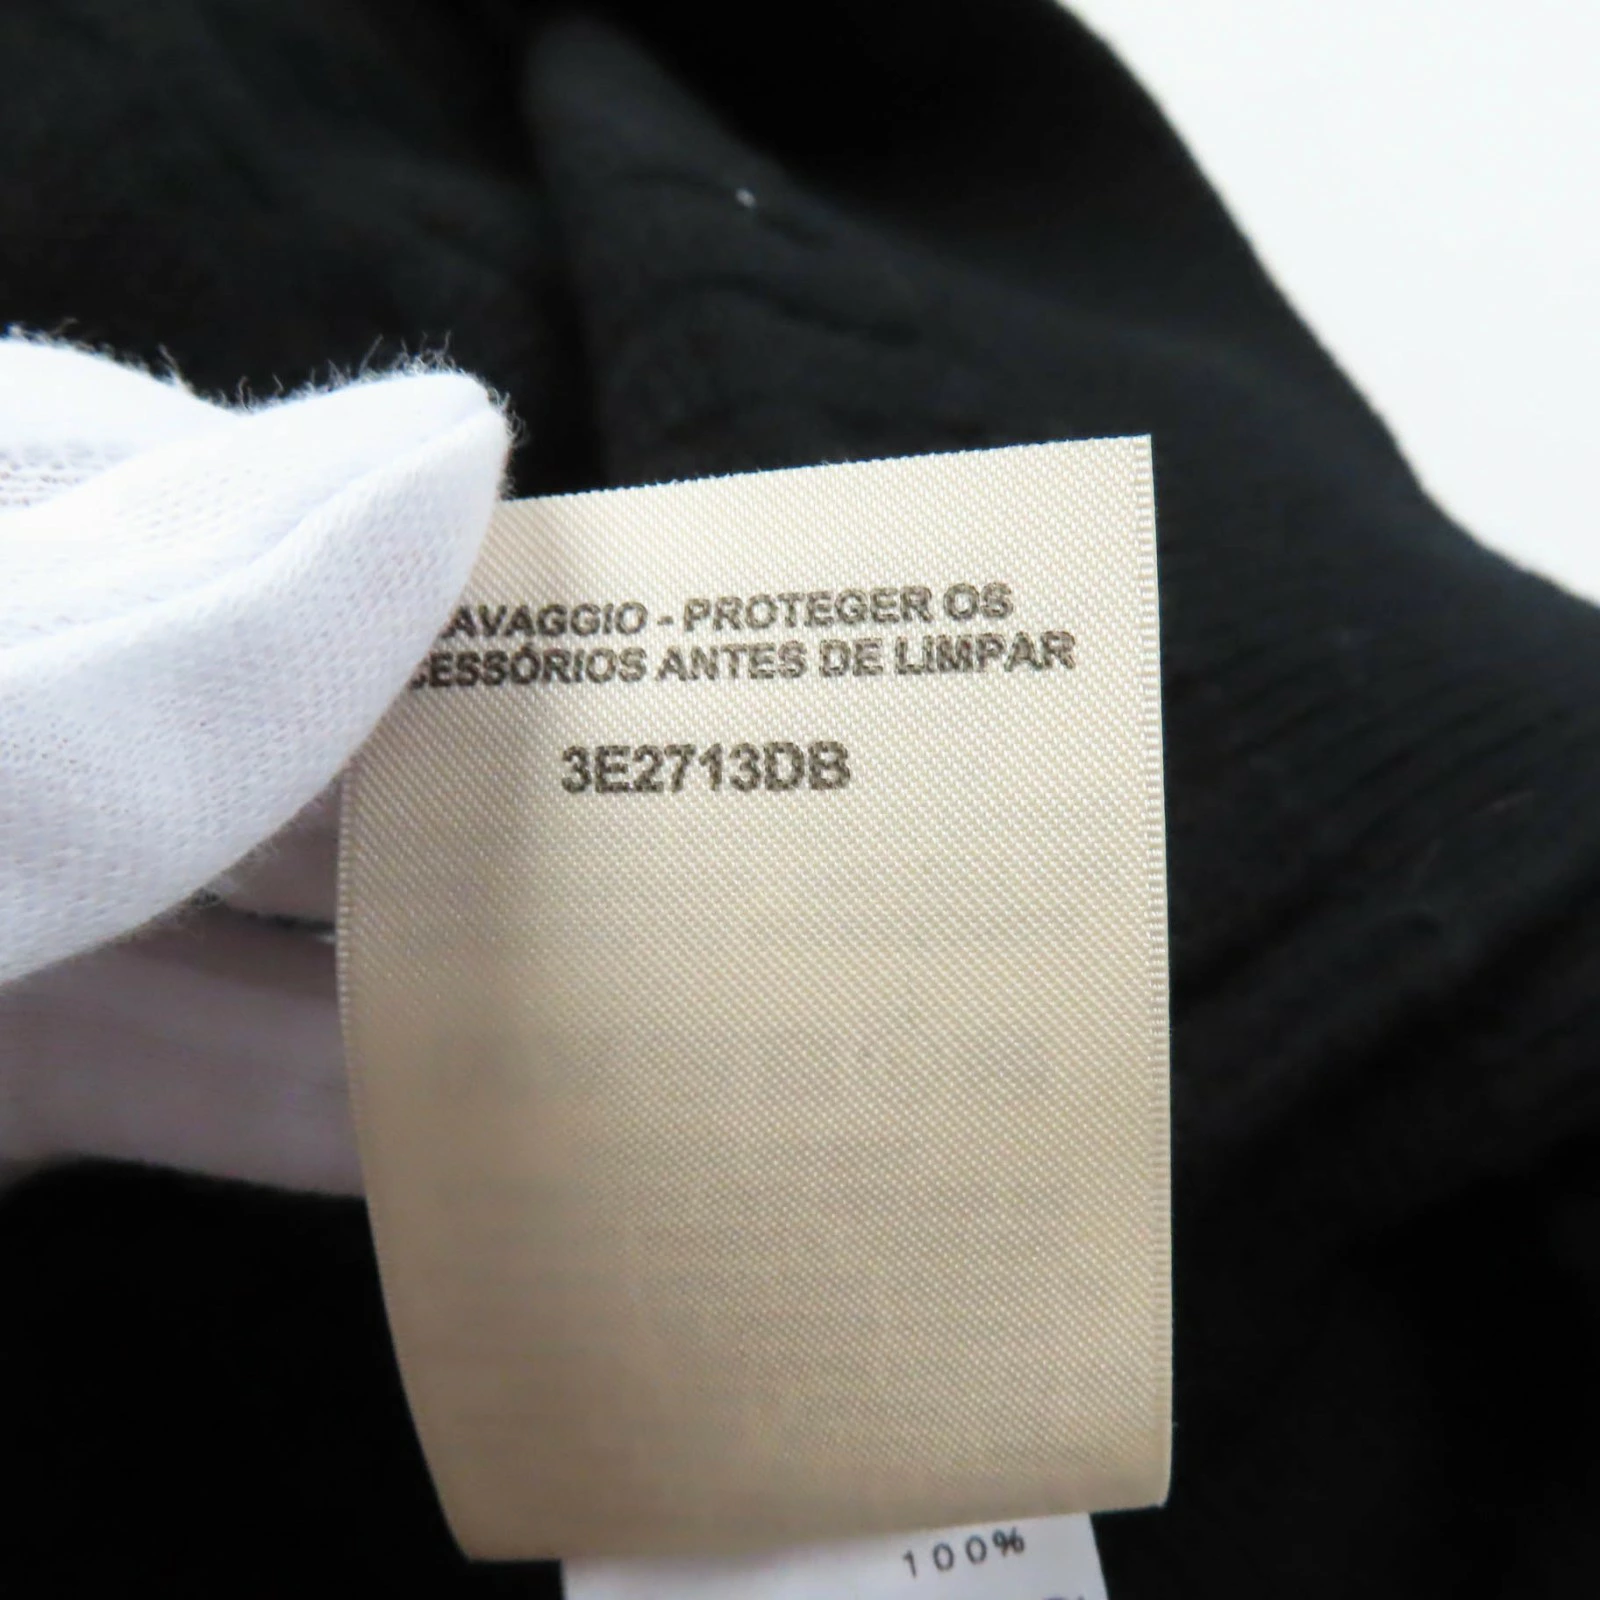 AVAGGIO - PROTEGER OS
CESSÓRIOS ANTES DE LIMPAR
3E2713DB
100%